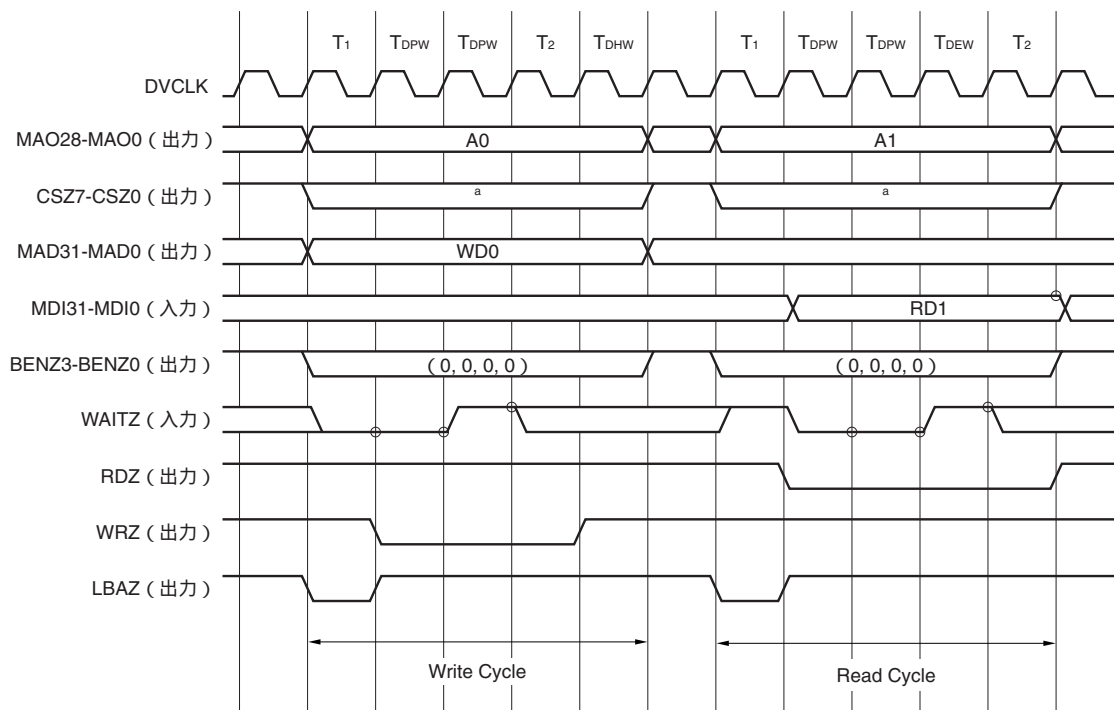 T1 TDPW TDPW T2 TDHW T1 TDPW TDPW TDEW T2
DVCLK
MAO28-MAO0（出力） A0 A1
CSZ7-CSZ0（出力） a a
MAD31-MAD0（出力） WD0
MDI31-MDI0（入力） RD1
BENZ3-BENZ0（出力） （0, 0, 0, 0） （0, 0, 0, 0）
WAITZ（入力）
RDZ（出力）
WRZ（出力）
LBAZ（出力）
Write Cycle Read Cycle